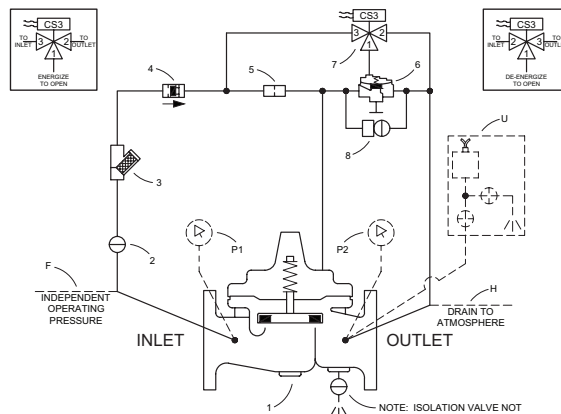 CS3
TO
INLET
3
2
1
TO
OUTLET
ENERGIZE
TO OPEN
CS3
3
2
1
7
6
CS3
TO
INLET
2
3
1
TO
OUTLET
DE-ENERGIZE
TO OPEN
4
5
8
U
3
2
P1
P2
F
INDEPENDENT
OPERATING
PRESSURE
INLET
OUTLET
H
DRAIN TO
ATMOSPHERE
1
NOTE: ISOLATION VALVE NOT